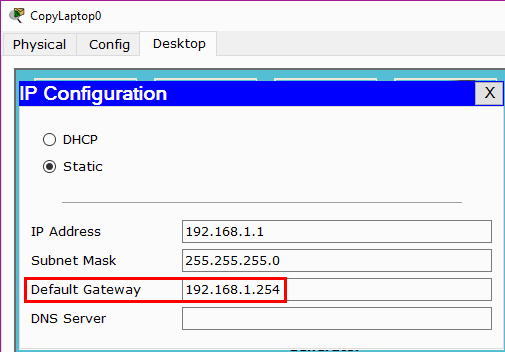 CopyLaptop0
Physical Config Desktop
IP Configuration X
DHCP
Static
IP Address 192.168.1.1
Subnet Mask 255.255.255.0
Default Gateway 192.168.1.254
DNS Server